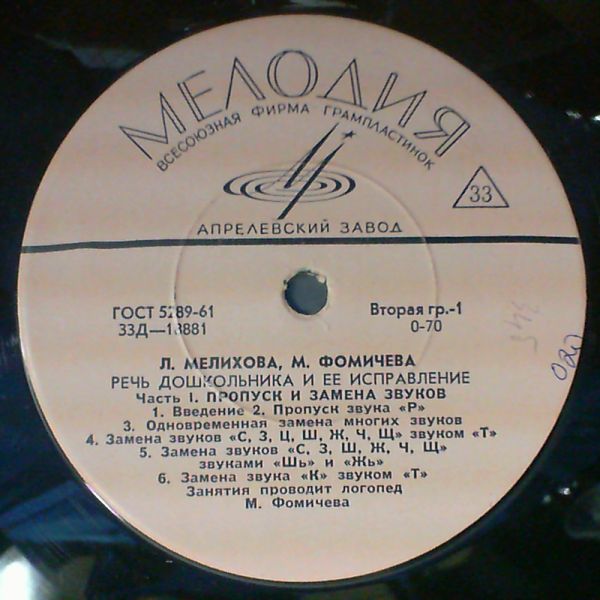 МЕЛОДИЯ
ВСЕСОЮЗНАЯ ФИРМА ГРАМПЛАСТИНОК
33
АПРЕЛЕВСКИЙ ЗАВОД
ГОСТ 5289-61
33Д—18881
Вторая гр.-1
0-70
Л. МЕЛИХОВА, М. ФОМИЧЕВА
РЕЧЬ ДОШКОЛЬНИКА И ЕЕ ИСПРАВЛЕНИЕ
Часть I. ПРОПУСК И ЗАМЕНА ЗВУКОВ
1. Введение 2. Пропуск звука «Р»
3. Одновременная замена многих звуков
4. Замена звуков «С, З, Ц, Ш, Ж, Ч, Щ» звуком «Т»
5. Замена звуков «С, З, Ш, Ж, Ч, Щ»
звуками «Шь» и «Жь»
6. Замена звука «К» звуком «Т»
Занятия проводит логопед
М. Фомичева